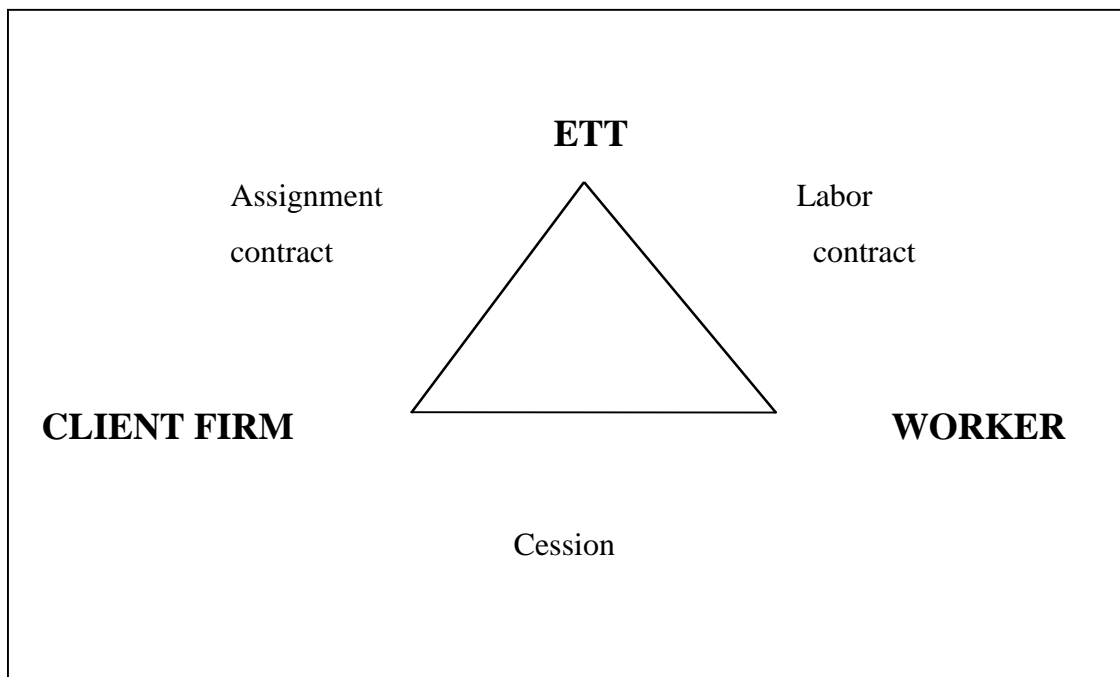 ETT
Assignment
contract
Labor
contract
CLIENT FIRM
WORKER
Cession